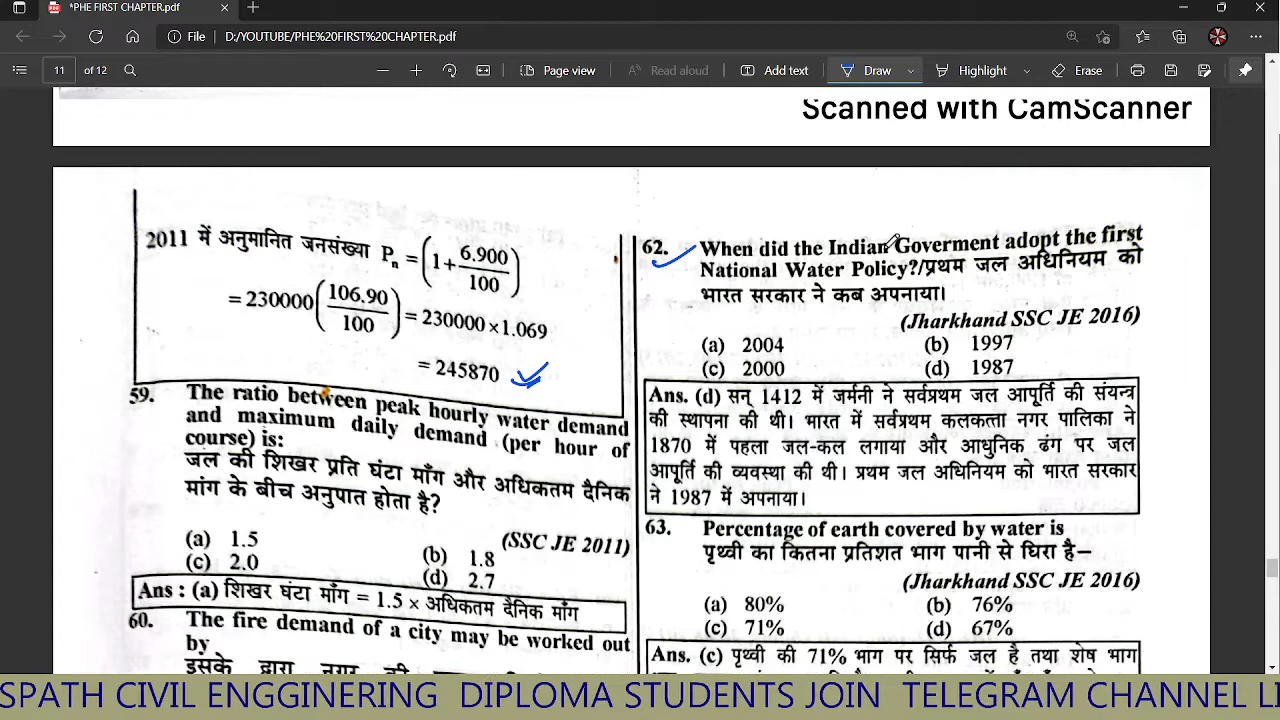 *PHE FIRST CHAPTER.pdf
File
D:/YOUTUBE/PHE%20FIRST%20CHAPTER.pdf
11
of 12
Page view
Read aloud
Add text
Draw
Highlight
Erase
Scanned with CamScanner
2011 में अनुमानित जनसंख्या Pn = (1+ 6.900/100)
= 230000 (106.90/100) = 230000 × 1.069
= 245870
59. The ratio between peak hourly water demand
and maximum daily demand (per hour of
course) is:
जल की शिखर प्रति घंटा माँग और अधिकतम दैनिक
मांग के बीच अनुपात होता है?
(SSC JE 2011)
(a) 1.5 (b) 1.8
(c) 2.0 (d) 2.7
Ans : (a) शिखर घंटा माँग = 1.5 × अधिकतम दैनिक माँग
60. The fire demand of a city may be worked out
by
इसके द्वारा नगर की
62. When did the Indian Goverment adopt the first
National Water Policy?/प्रथम जल अधिनियम को
भारत सरकार ने कब अपनाया।
(Jharkhand SSC JE 2016)
(a) 2004 (b) 1997
(c) 2000 (d) 1987
Ans. (d) सन् 1412 में जर्मनी ने सर्वप्रथम जल आपूर्ति की संयन्त्र
की स्थापना की थी। भारत में सर्वप्रथम कलकत्ता नगर पालिका ने
1870 में पहला जल-कल लगाया और आधुनिक ढंग पर जल
आपूर्ति की व्यवस्था की थी। प्रथम जल अधिनियम को भारत सरकार
ने 1987 में अपनाया।
63. Percentage of earth covered by water is
पृथ्वी का कितना प्रतिशत भाग पानी से घिरा है–
(Jharkhand SSC JE 2016)
(a) 80% (b) 76%
(c) 71% (d) 67%
Ans. (c) पृथ्वी की 71% भाग पर सिर्फ जल है तथा शेष भाग
SPATH CIVIL ENGGINERING DIPLOMA STUDENTS JOIN TELEGRAM CHANNEL LI